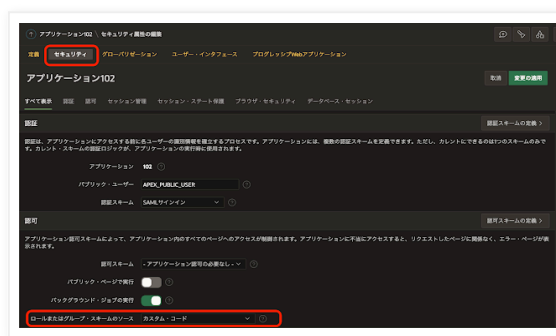 アプリケーション102 \ セキュリティ属性の編集
定義 セキュリティ グローバリゼーション ユーザー・インタフェース プログレッシブWebアプリケーション
アプリケーション102
取消 変更の適用
すべて表示 認証 認可 セッション管理 セッション・ステート保護 ブラウザ・セキュリティ データベース・セッション
認証
認証スキームの定義 >
認証は、アプリケーションにアクセスする前に各ユーザーの識別情報を確立するプロセスです。アプリケーションには、複数の認証スキームを定義できます。ただし、カレントにできるのは1つのスキームのみで
す。カレント・スキームの認証ロジックが、アプリケーションの実行時に使用されます。
アプリケーション 102
パブリック・ユーザー APEX_PUBLIC_USER
認証スキーム SAMLサインイン
認可
認可スキームの定義 >
アプリケーション認可スキームによって、アプリケーション内のすべてのページへのアクセスが制御されます。アプリケーションに不当にアクセスすると、リクエストしたページに関係なく、エラー・ページが表
示されます。
認可スキーム - アプリケーション認可の必要なし -
パブリック・ページで実行
バックグラウンド・ジョブの実行
ロールまたはグループ・スキームのソース カスタム・コード